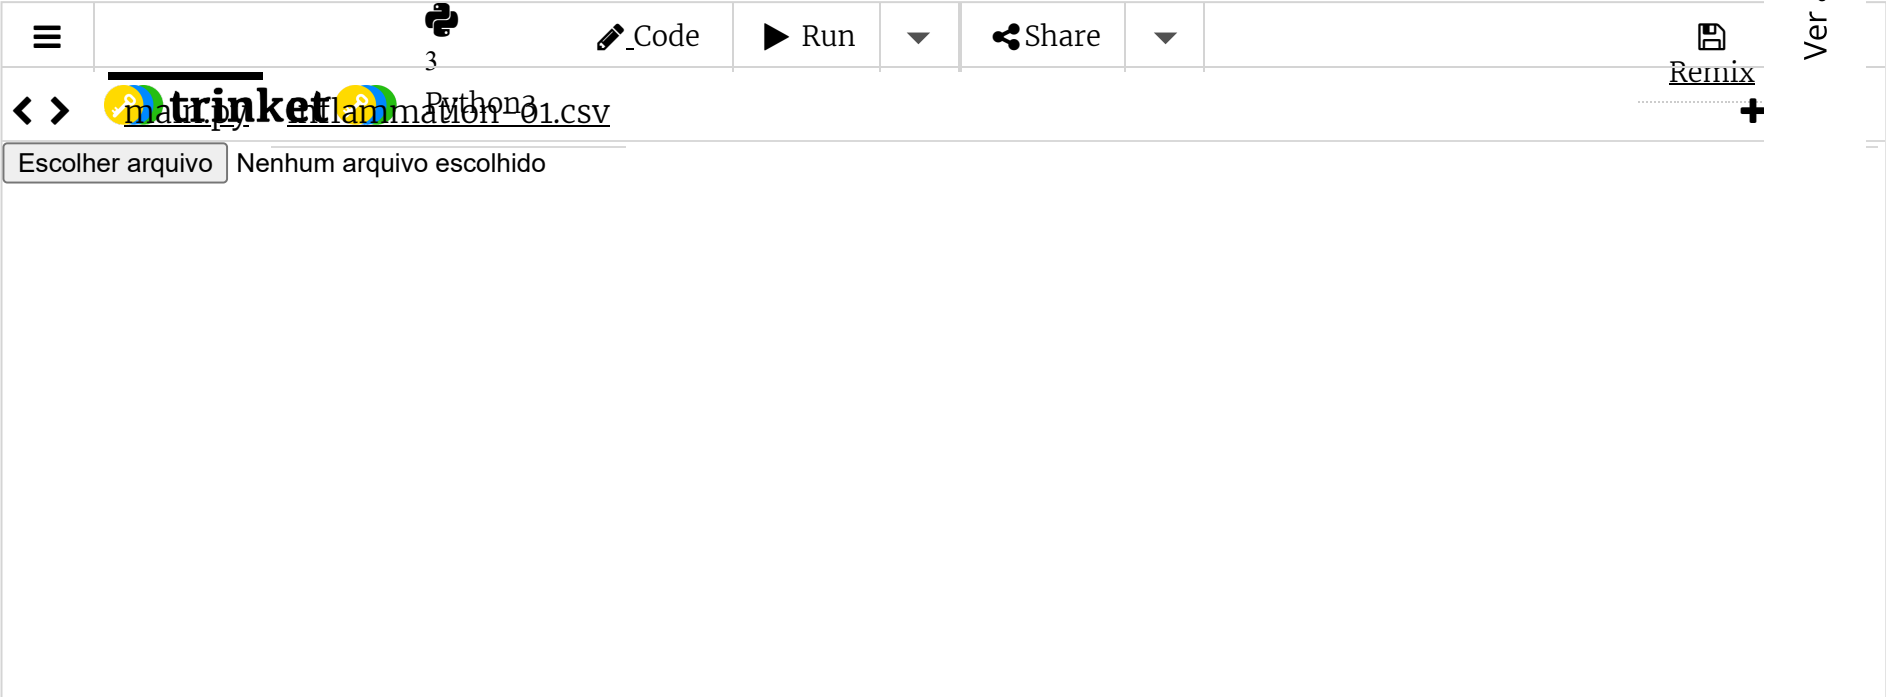 Code
Run
Share
Ver
3
Remix
trinket
Python3
main.py
inflammation-01.csv
Escolher arquivo Nenhum arquivo escolhido